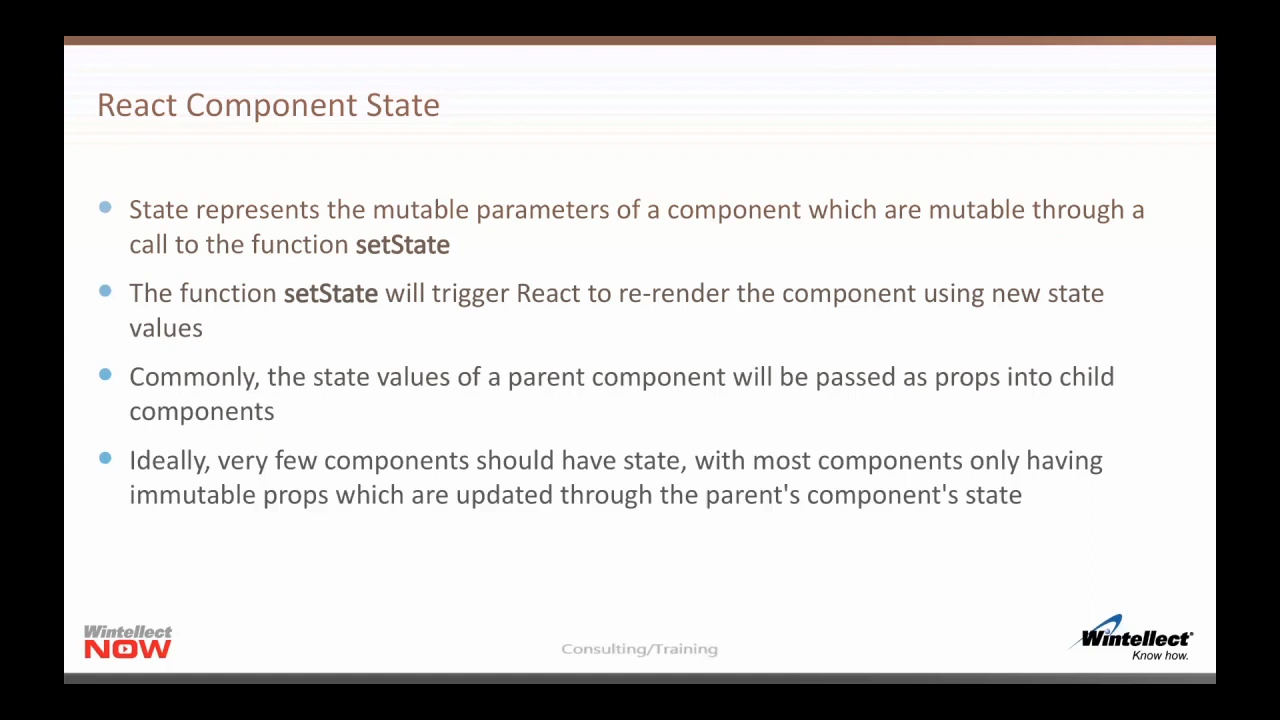 React Component State
State represents the mutable parameters of a component which are mutable through a
call to the function setState
The function setState will trigger React to re-render the component using new state
values
Commonly, the state values of a parent component will be passed as props into child
components
Ideally, very few components should have state, with most components only having
immutable props which are updated through the parent's component's state
Wintellect
NOW
Consulting/Training
Wintellect®
Know how.